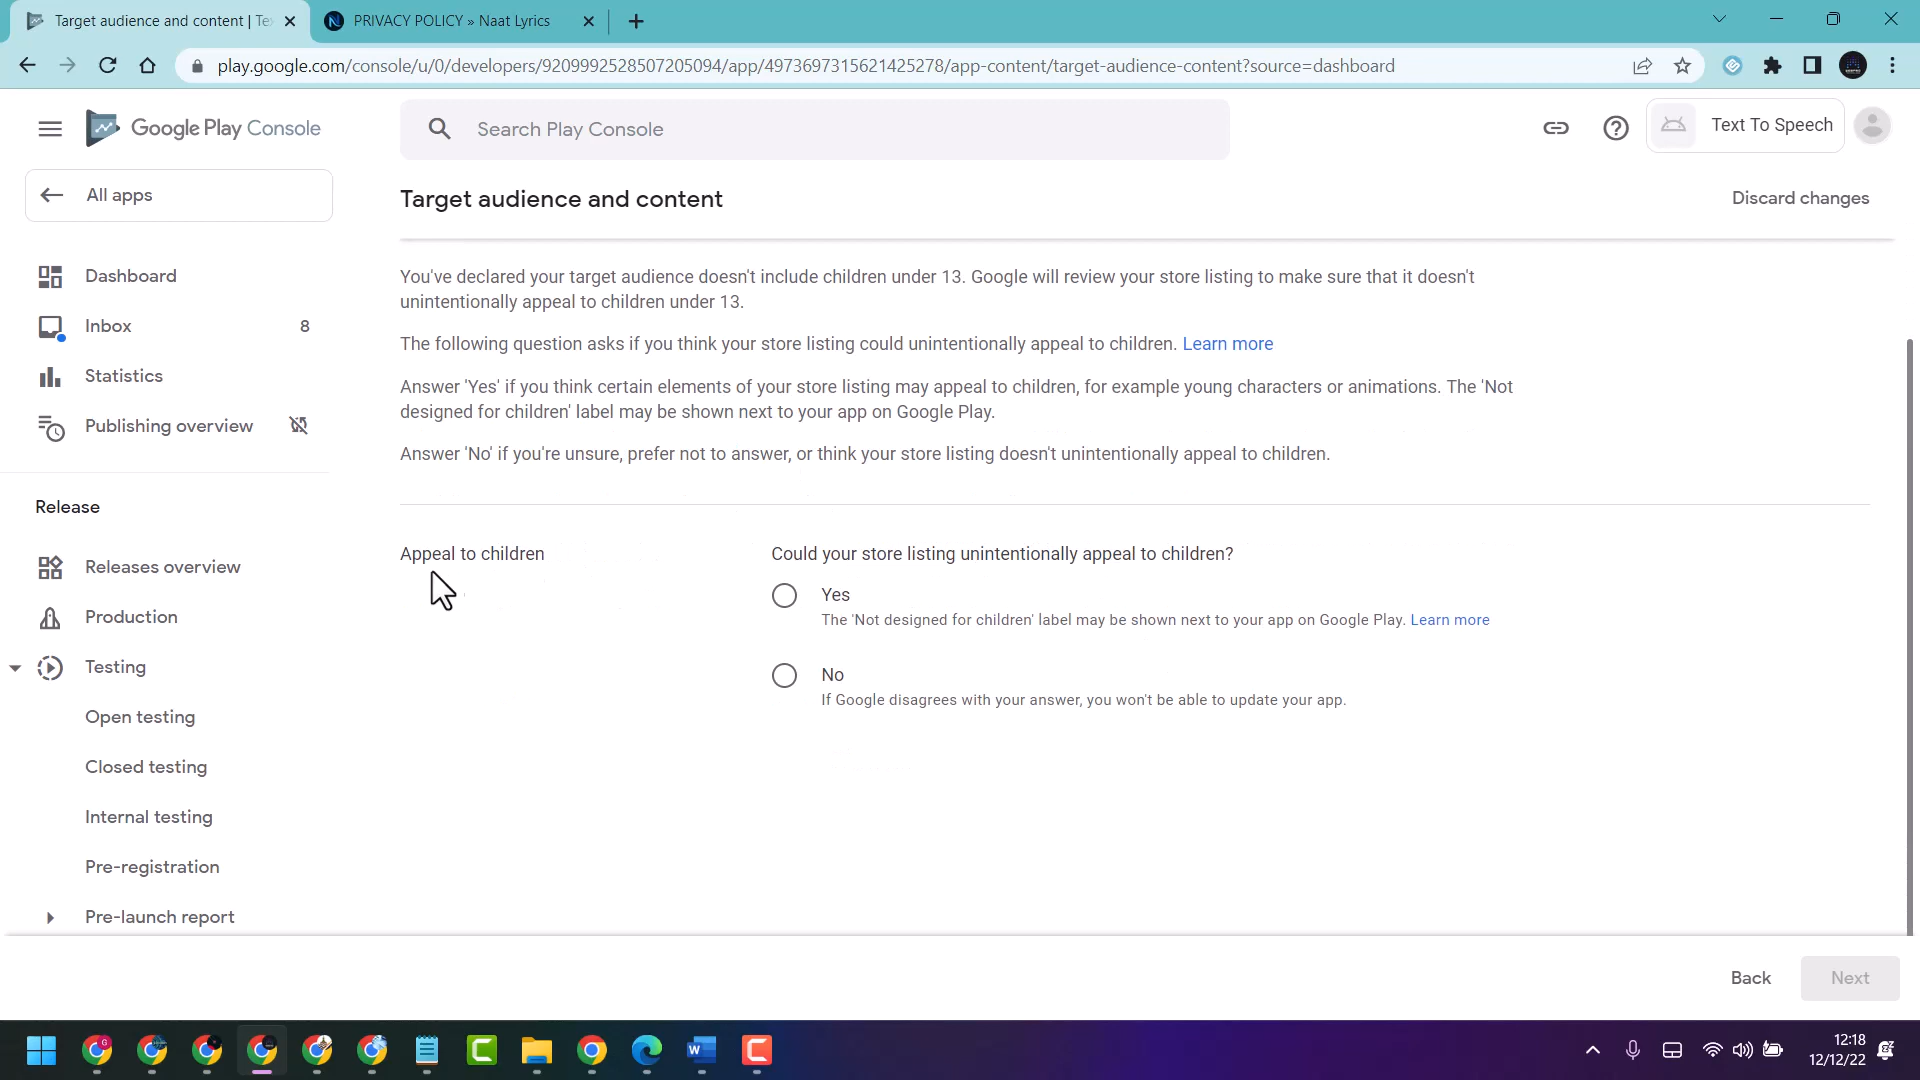 Target audience and content | Te
PRIVACY POLICY » Naat Lyrics
play.google.com/console/u/0/developers/9209992528507205094/app/4973697315621425278/app-content/target-audience-content?source=dashboard
Google Play Console
Search Play Console
Text To Speech
All apps
Target audience and content
Discard changes
Dashboard
Inbox
8
Statistics
Publishing overview
Release
Releases overview
Production
Testing
Open testing
Closed testing
Internal testing
Pre-registration
Pre-launch report
You've declared your target audience doesn't include children under 13. Google will review your store listing to make sure that it doesn't
unintentionally appeal to children under 13.
The following question asks if you think your store listing could unintentionally appeal to children. Learn more
Answer 'Yes' if you think certain elements of your store listing may appeal to children, for example young characters or animations. The 'Not
designed for children' label may be shown next to your app on Google Play.
Answer 'No' if you're unsure, prefer not to answer, or think your store listing doesn't unintentionally appeal to children.
Appeal to children
Could your store listing unintentionally appeal to children?
Yes
The 'Not designed for children' label may be shown next to your app on Google Play. Learn more
No
If Google disagrees with your answer, you won't be able to update your app.
Back
Next
12:18
12/12/22